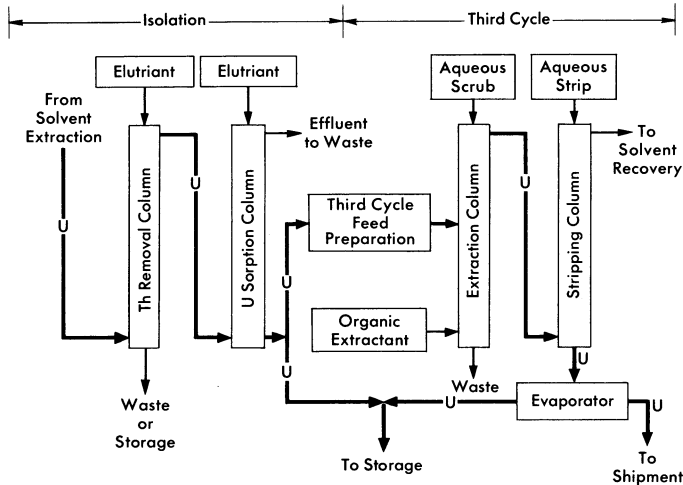 Isolation
Third Cycle
Elutriant
Elutriant
Aqueous
Scrub
Aqueous
Strip
From
Solvent
Extraction
Effluent
to Waste
To
Solvent
Recovery
U
Th Removal Column
U
U Sorption Column
U
Third Cycle
Feed
Preparation
Organic
Extractant
Extraction Column
U
Stripping Column
U
U
Waste
or
Storage
Waste
U
Evaporator
U
To Storage
To
Shipment